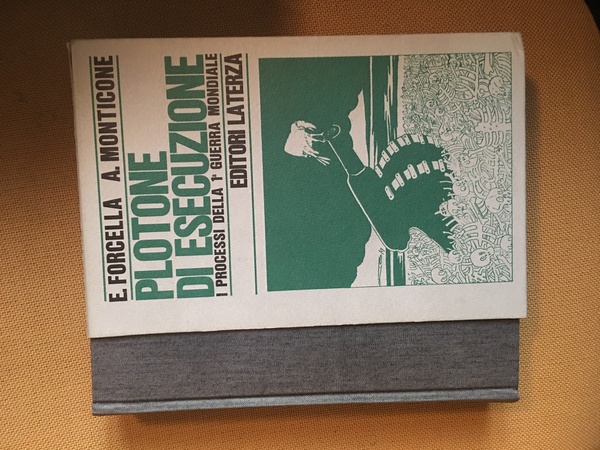 E. FORCELLA A. MONTICONE
PLOTONE
DI ESECUZIONE
I PROCESSI DELLA 1ª GUERRA MONDIALE
EDITORI LATERZA